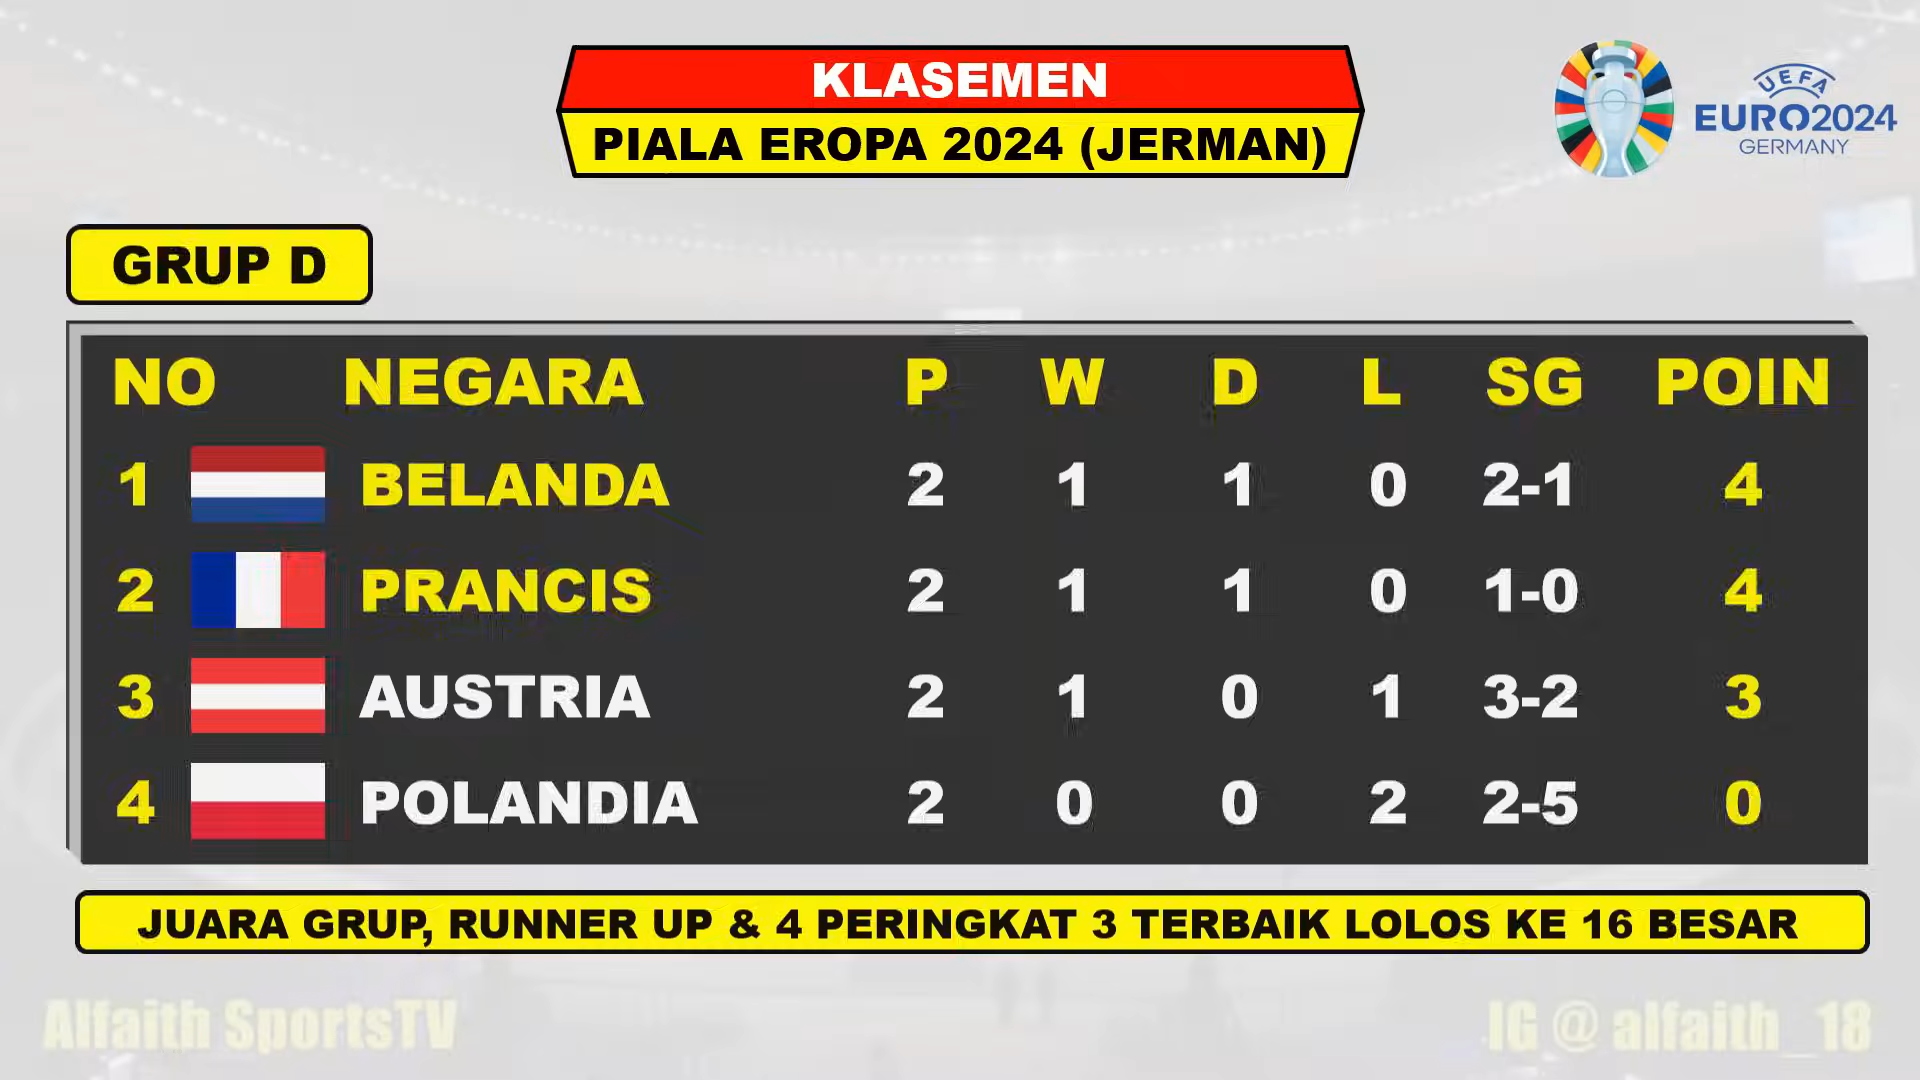 KLASEMEN
PIALA EROPA 2024 (JERMAN)
UEFA
EURO2024
GERMANY
GRUP D
NO NEGARA P W D L SG POIN
1 BELANDA 2 1 1 0 2-1 4
2 PRANCIS 2 1 1 0 1-0 4
3 AUSTRIA 2 1 0 1 3-2 3
4 POLANDIA 2 0 0 2 2-5 0
JUARA GRUP, RUNNER UP & 4 PERINGKAT 3 TERBAIK LOLOS KE 16 BESAR
Alfaith SportsTV
IG @ alfaith_18